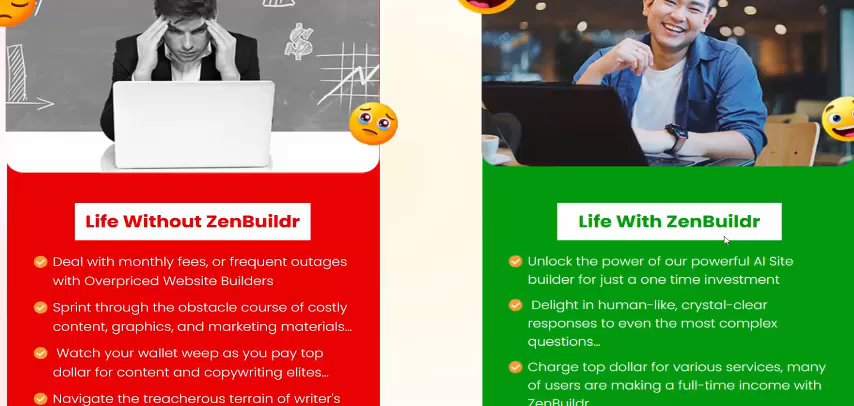 Life Without ZenBuildr
Deal with monthly fees, or frequent outages
with Overpriced Website Builders
Sprint through the obstacle course of costly
content, graphics, and marketing materials...
Watch your wallet weep as you pay top
dollar for content and copywriting elites...
Navigate the treacherous terrain of writer's
Life With ZenBuildr
Unlock the power of our powerful AI Site
builder for just a one time investment
Delight in human-like, crystal-clear
responses to even the most complex
questions...
Charge top dollar for various services, many
of users are making a full-time income with
ZenBuildr